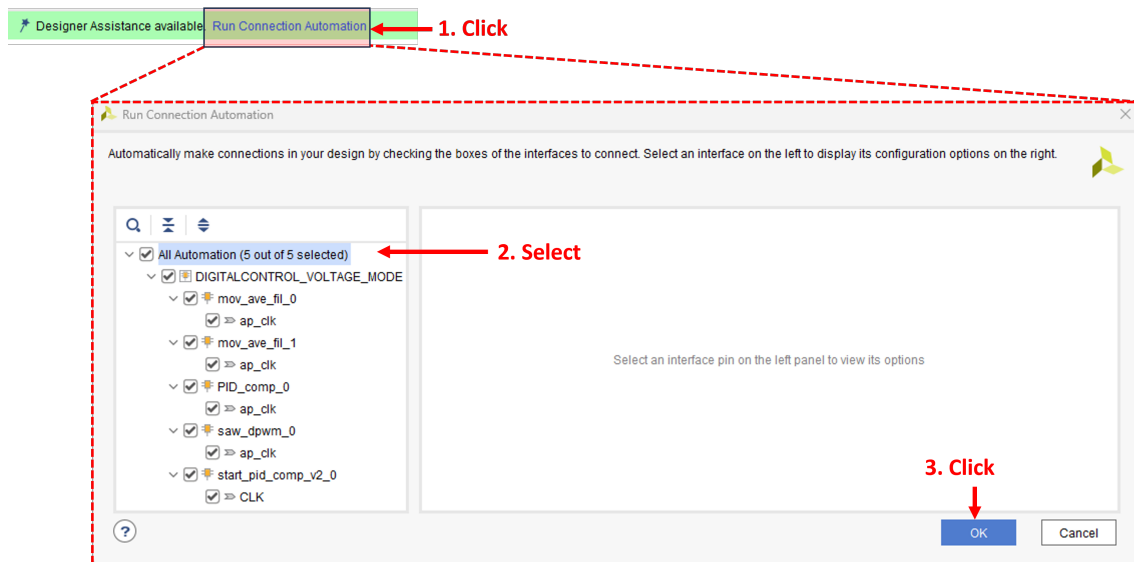 Designer Assistance available. Run Connection Automation
1. Click
Run Connection Automation
Automatically make connections in your design by checking the boxes of the interfaces to connect. Select an interface on the left to display its configuration options on the right.
All Automation (5 out of 5 selected)
2. Select
DIGITALCONTROL_VOLTAGE_MODE
mov_ave_fil_0
ap_clk
mov_ave_fil_1
ap_clk
Select an interface pin on the left panel to view its options
PID_comp_0
ap_clk
saw_dpwm_0
ap_clk
start_pid_comp_v2_0
CLK
3. Click
?
OK
Cancel